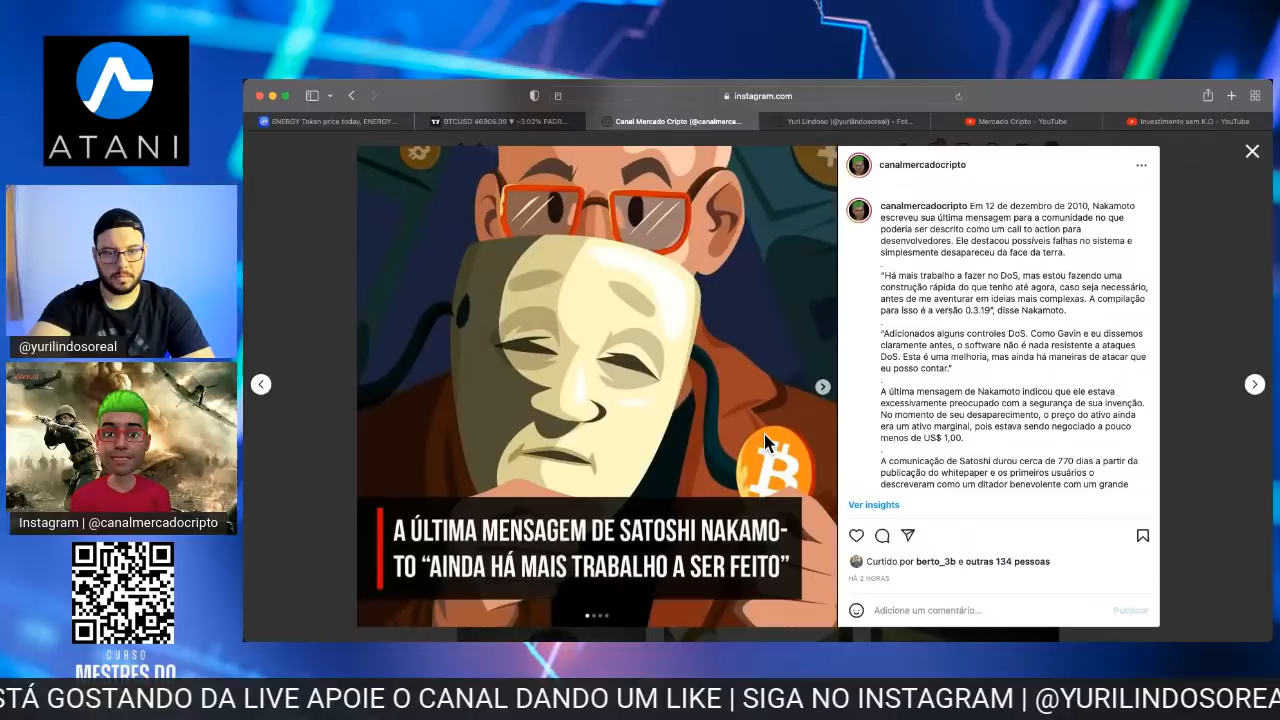 ATANI
@yurilindosoreal
Instagram | @canalmercadocripto
CURSO
MESTRES DO
instagram.com
ENERGY Token price today, ENERGY...
BTCUSD 46906.09 ▼ −3.02% PADR...
Canal Mercado Cripto (@canalmerca...
Yuri Lindoso (@yurilindosoreal) • Fot...
Mercado Cripto - YouTube
Investimento sem K.O - YouTube
A ÚLTIMA MENSAGEM DE SATOSHI NAKAMO-
TO “AINDA HÁ MAIS TRABALHO A SER FEITO”
canalmercadocripto
canalmercadocripto Em 12 de dezembro de 2010, Nakamoto
escreveu sua última mensagem para a comunidade no que
poderia ser descrito como um call to action para
desenvolvedores. Ele destacou possíveis falhas no sistema e
simplesmente desapareceu da face da terra.
.
“Há mais trabalho a fazer no DoS, mas estou fazendo uma
construção rápida do que tenho até agora, caso seja necessário,
antes de me aventurar em ideias mais complexas. A compilação
para isso é a versão 0.3.19”, disse Nakamoto.
.
“Adicionados alguns controles DoS. Como Gavin e eu dissemos
claramente antes, o software não é nada resistente a ataques
DoS. Esta é uma melhoria, mas ainda há maneiras de atacar que
eu posso contar.”
.
A última mensagem de Nakamoto indicou que ele estava
excessivamente preocupado com a segurança de sua invenção.
No momento de seu desaparecimento, o preço do ativo ainda
era um ativo marginal, pois estava sendo negociado a pouco
menos de US$ 1,00.
.
A comunicação de Satoshi durou cerca de 770 dias a partir da
publicação do whitepaper e os primeiros usuários o
descreveram como um ditador benevolente com um grande
Ver insights
Curtido por berto_3b e outras 134 pessoas
HÁ 2 HORAS
Adicione um comentário...
Publicar
STÁ GOSTANDO DA LIVE APOIE O CANAL DANDO UM LIKE | SIGA NO INSTAGRAM | @YURILINDOSOREA